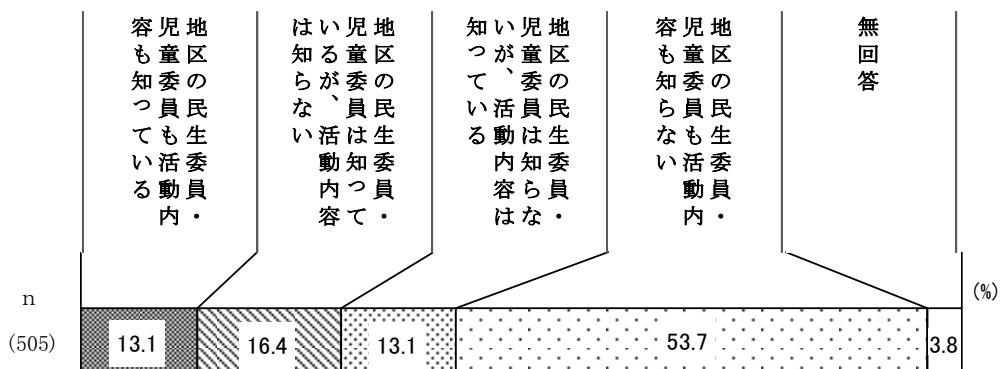 地区の民生委員・
児童委員も活動内
容も知っている
地区の民生委員・
児童委員は知って
いるが、活動内容
は知らない
地区の民生委員・
児童委員は知らな
いが、活動内容は
知っている
地区の民生委員・
児童委員も活動内
容も知らない
無回答
n
(%)
(505)
13.1
16.4
13.1
53.7
3.8